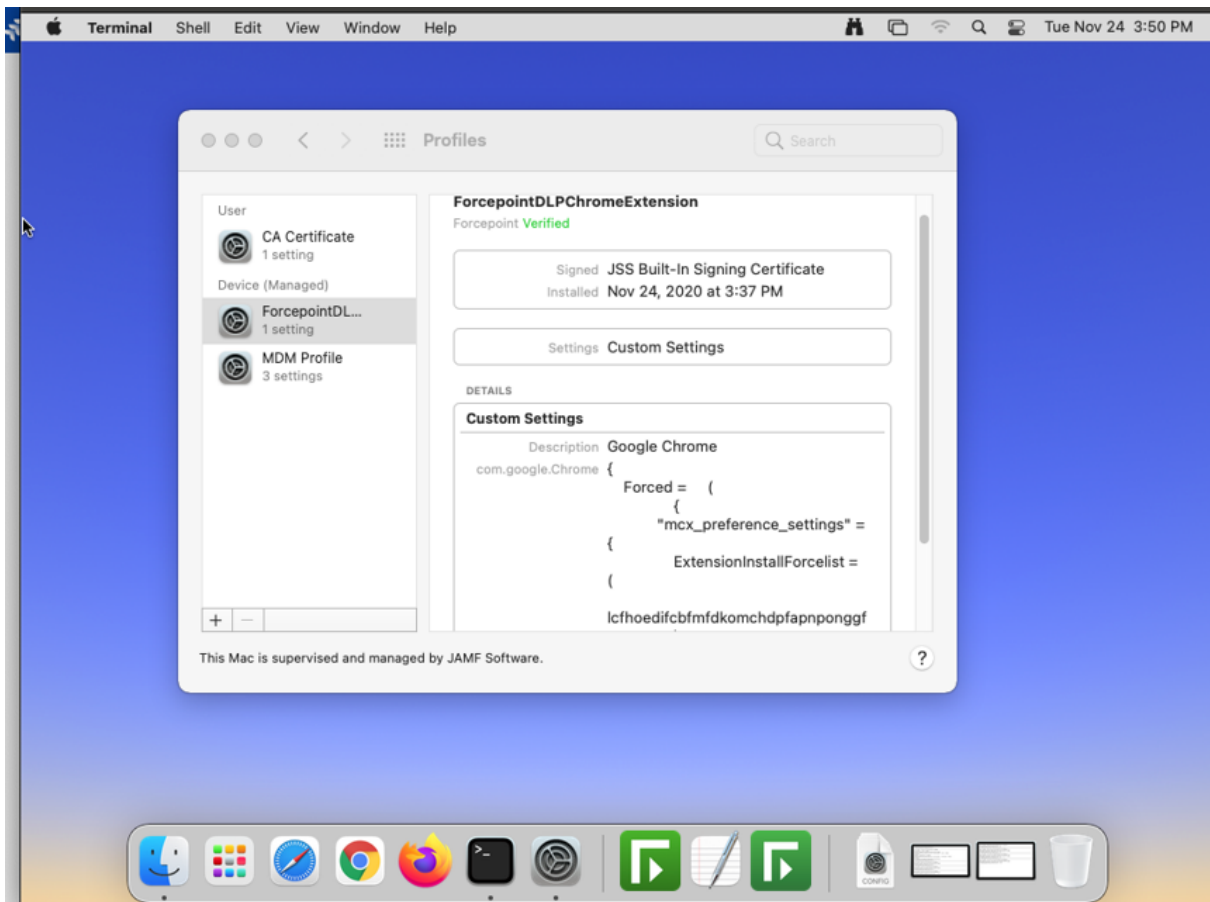 Terminal Shell Edit View Window Help Tue Nov 24 3:50 PM
Profiles
Search
User
CA Certificate
1 setting
Device (Managed)
ForcepointDL...
1 setting
MDM Profile
3 settings
+ −
ForcepointDLPChromeExtension
Forcepoint Verified
Signed JSS Built-In Signing Certificate
Installed Nov 24, 2020 at 3:37 PM
Settings Custom Settings
DETAILS
Custom Settings
Description Google Chrome
com.google.Chrome {
Forced = (
{
"mcx_preference_settings" =
{
ExtensionInstallForcelist =
(
lcfhoedifcbfmfdkomchdpfapnponggf
This Mac is supervised and managed by JAMF Software.
?
>_
CONFIG